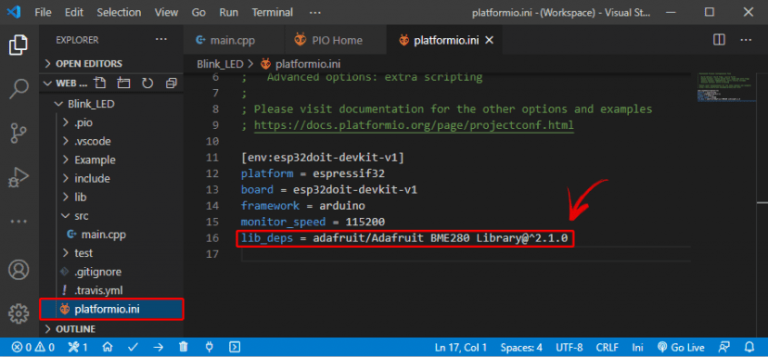 File Edit Selection View Go Run Terminal ··· platformio.ini - (Workspace) - Visual St...
EXPLORER ···
main.cpp
PIO Home
platformio.ini
OPEN EDITORS
Blink_LED > platformio.ini
WEB ...
Blink_LED
.pio
.vscode
Example
include
lib
src
main.cpp
test
.gitignore
.travis.yml
platformio.ini
OUTLINE
6 ; Advanced options: extra scripting
7 ;
8 ; Please visit documentation for the other options and examples
9 ; https://docs.platformio.org/page/projectconf.html
10
11 [env:esp32doit-devkit-v1]
12 platform = espressif32
13 board = esp32doit-devkit-v1
14 framework = arduino
15 monitor_speed = 115200
16 lib_deps = adafruit/Adafruit BME280 Library@^2.1.0
17
0 0 1 Ln 17, Col 1 Spaces: 4 UTF-8 CRLF Ini Go Live